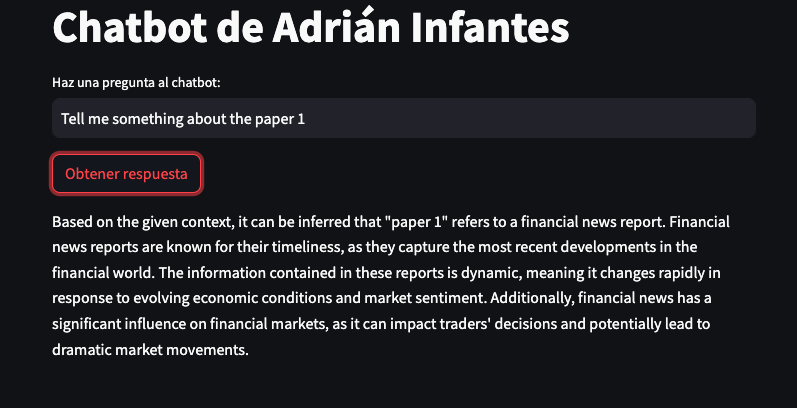 Chatbot de Adrián Infantes
Haz una pregunta al chatbot:
Tell me something about the paper 1
Obtener respuesta
Based on the given context, it can be inferred that "paper 1" refers to a financial news report. Financial
news reports are known for their timeliness, as they capture the most recent developments in the
financial world. The information contained in these reports is dynamic, meaning it changes rapidly in
response to evolving economic conditions and market sentiment. Additionally, financial news has a
significant influence on financial markets, as it can impact traders' decisions and potentially lead to
dramatic market movements.